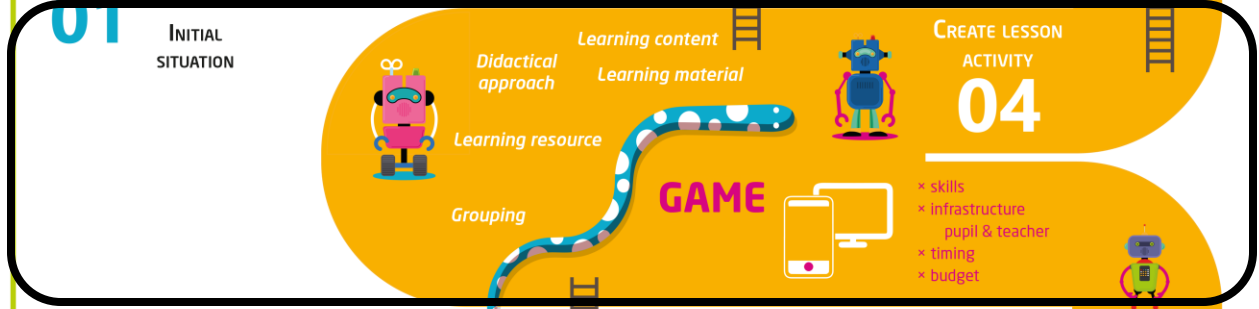 01
Initial
situation
Learning content
Didactical
approach
Learning material
Learning resource
Grouping
GAME
Create lesson
activity
04
× skills
× infrastructure
pupil & teacher
× timing
× budget